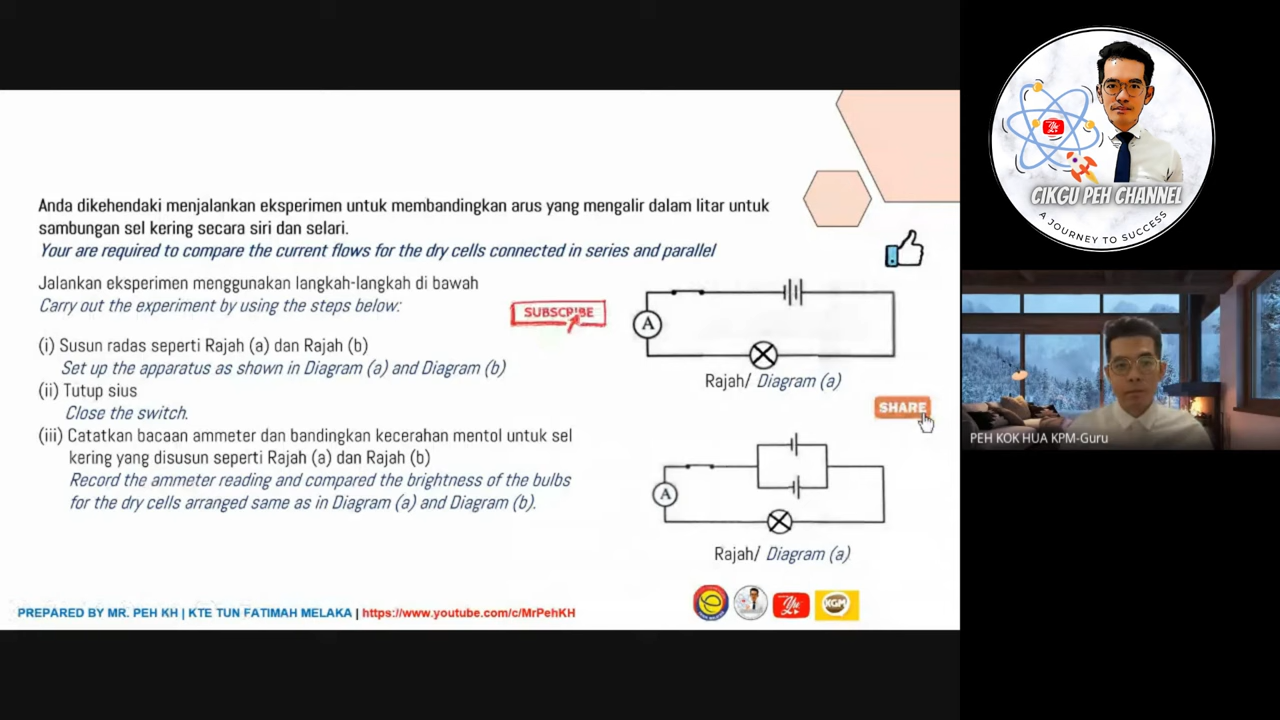 Anda dikehendaki menjalankan eksperimen untuk membandingkan arus yang mengalir dalam litar untuk
sambungan sel kering secara siri dan selari.
Your are required to compare the current flows for the dry cells connected in series and parallel
Jalankan eksperimen menggunakan langkah-langkah di bawah
Carry out the experiment by using the steps below:
SUBSCRIBE
(i) Susun radas seperti Rajah (a) dan Rajah (b)
Set up the apparatus as shown in Diagram (a) and Diagram (b)
(ii) Tutup sius
Close the switch.
(iii) Catatkan bacaan ammeter dan bandingkan kecerahan mentol untuk sel
kering yang disusun seperti Rajah (a) dan Rajah (b)
Record the ammeter reading and compared the brightness of the bulbs
for the dry cells arranged same as in Diagram (a) and Diagram (b).
A
Rajah/ Diagram (a)
SHARE
A
Rajah/ Diagram (a)
PREPARED BY MR. PEH KH | KTE TUN FATIMAH MELAKA | https://www.youtube.com/c/MrPehKH
XGM
CIKGU PEH CHANNEL
A JOURNEY TO SUCCESS
PEH KOK HUA KPM-Guru